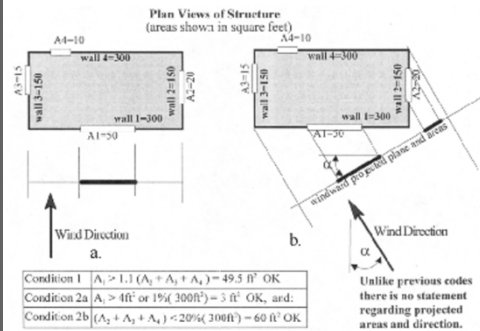 Plan Views of Structure
(areas shown in square feet)
A4=10
wall 4=300
A3=15
wall 3=150
wall 2=150
A2=20
wall 1=300
A1=50
Wind Direction
a.
A4=10
wall 4=300
A3=15
wall 3=150
wall 2=150
A2=20
wall 1=300
A1=50
α
windward projected plane and areas
b.
Wind Direction
α
Condition 1 A₁ > 1.1 (A₂ + A₃ + A₄) = 49.5 ft² OK
Condition 2a A₁ > 4ft² or 1%( 300ft²) = 3 ft² OK, and:
Condition 2b (A₂ + A₃ + A₄) < 20%( 300ft²) = 60 ft² OK
Unlike previous codes
there is no statement
regarding projected
areas and direction.